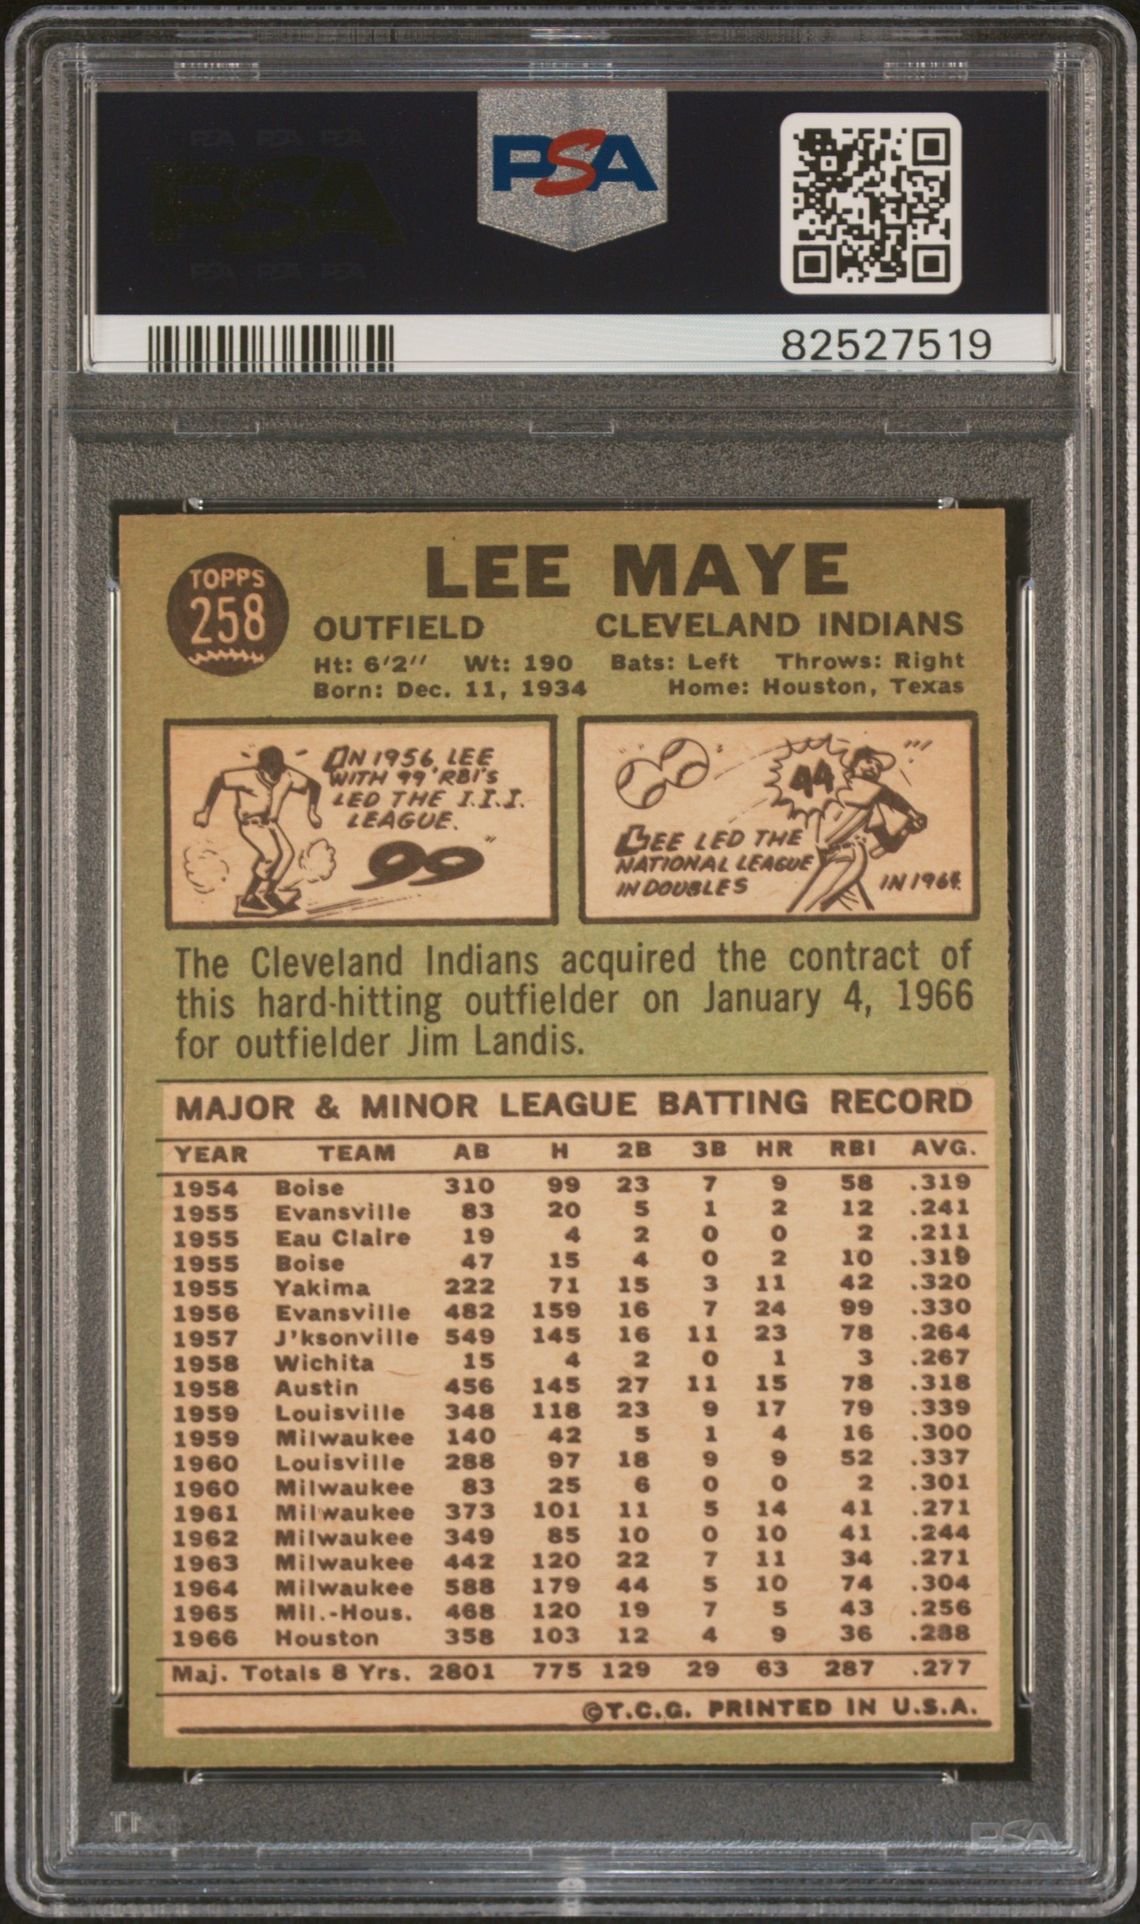 PSA PSA PSA
PSA
PSA PSA PSA
PSA
82527519
TOPPS
258
LEE MAYE
OUTFIELD CLEVELAND INDIANS
Ht: 6'2'' Wt: 190 Bats: Left Throws: Right
Born: Dec. 11, 1934 Home: Houston, Texas
IN 1956, LEE
WITH 99 RBI'S
LED THE I.I.I.
LEAGUE.
99
44
LEE LED THE
NATIONAL LEAGUE
IN DOUBLES
IN 1964.
The Cleveland Indians acquired the contract of
this hard-hitting outfielder on January 4, 1966
for outfielder Jim Landis.
MAJOR & MINOR LEAGUE BATTING RECORD
YEAR TEAM AB H 2B 3B HR RBI AVG.
1954 Boise 310 99 23 7 9 58 .319
1955 Evansville 83 20 5 1 2 12 .241
1955 Eau Claire 19 4 2 0 0 2 .211
1955 Boise 47 15 4 0 2 10 .319
1955 Yakima 222 71 15 3 11 42 .320
1956 Evansville 482 159 16 7 24 99 .330
1957 J'ksonville 549 145 16 11 23 78 .264
1958 Wichita 15 4 2 0 1 3 .267
1958 Austin 456 145 27 11 15 78 .318
1959 Louisville 348 118 23 9 17 79 .339
1959 Milwaukee 140 42 5 1 4 16 .300
1960 Louisville 288 97 18 9 9 52 .337
1960 Milwaukee 83 25 6 0 0 2 .301
1961 Milwaukee 373 101 11 5 14 41 .271
1962 Milwaukee 349 85 10 0 10 41 .244
1963 Milwaukee 442 120 22 7 11 34 .271
1964 Milwaukee 588 179 44 5 10 74 .304
1965 Mil.-Hous. 468 120 19 7 5 43 .256
1966 Houston 358 103 12 4 9 36 .288
Maj. Totals 8 Yrs. 2801 775 129 29 63 287 .277
©T.C.G. PRINTED IN U.S.A.
PSA